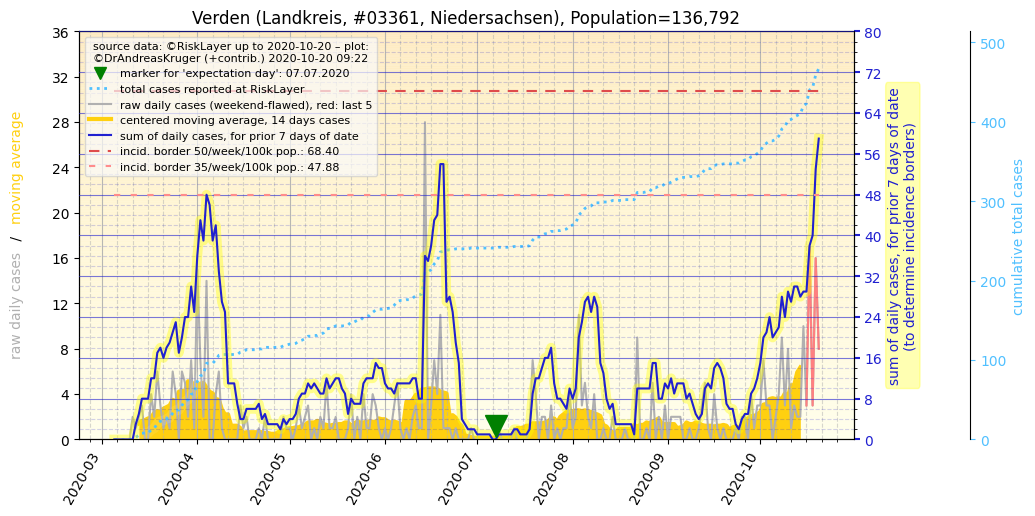 Verden (Landkreis, #03361, Niedersachsen), Population=136,792
source data: ©RiskLayer up to 2020-10-20 – plot:
©DrAndreasKruger (+contrib.) 2020-10-20 09:22
marker for 'expectation day': 07.07.2020
total cases reported at RiskLayer
raw daily cases (weekend-flawed), red: last 5
centered moving average, 14 days cases
sum of daily cases, for prior 7 days of date
incid. border 50/week/100k pop.: 68.40
incid. border 35/week/100k pop.: 47.88
raw daily cases / moving average
36
32
28
24
20
16
12
8
4
0
80
72
64
56
48
40
32
24
16
8
0
sum of daily cases, for prior 7 days of date
(to determine incidence borders)
500
400
300
200
100
0
cumulative total cases
2020-03
2020-04
2020-05
2020-06
2020-07
2020-08
2020-09
2020-10